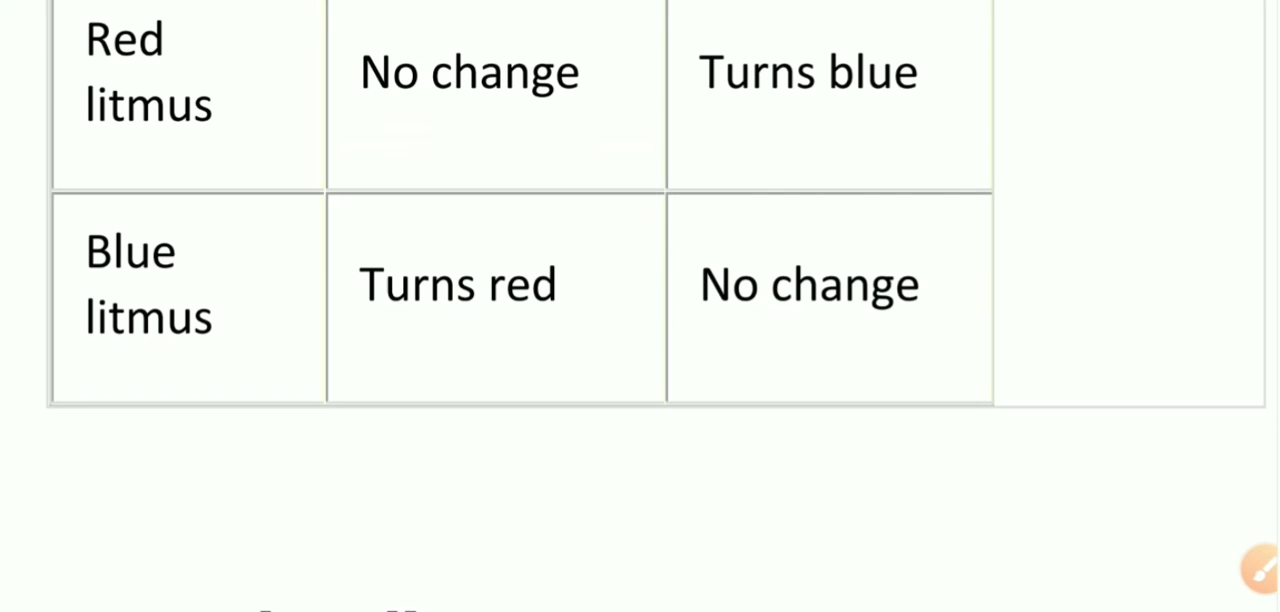 Red
litmus
No change
Turns blue
Blue
litmus
Turns red
No change